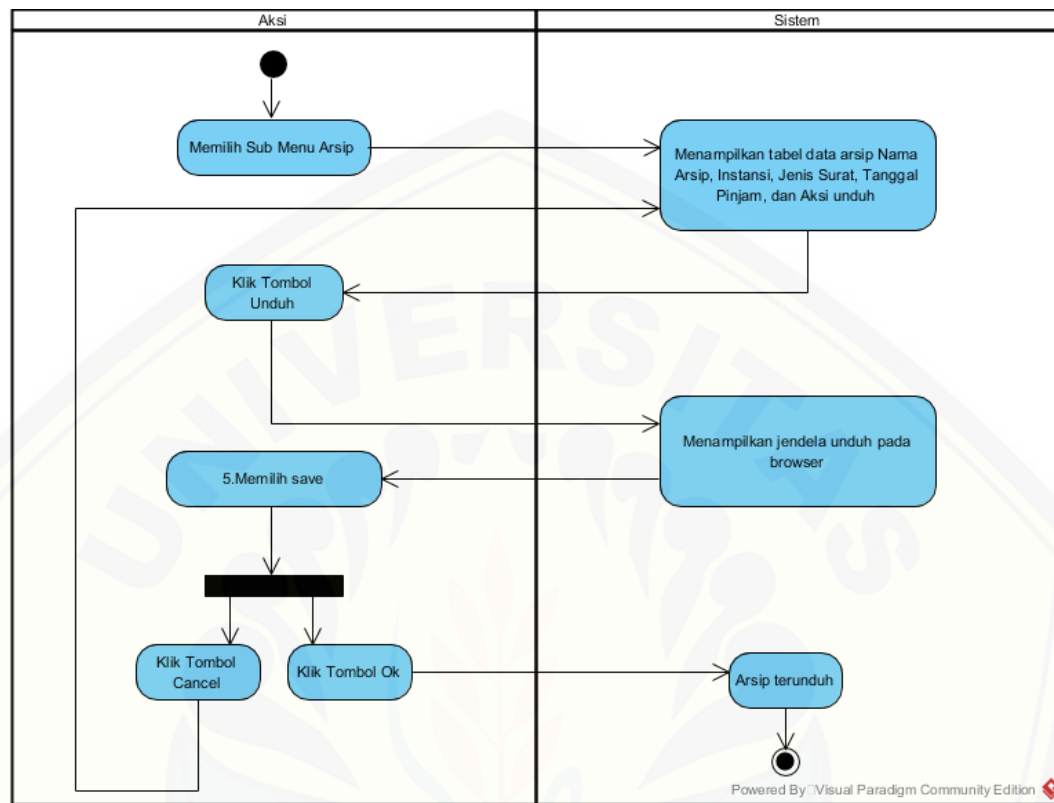 Aksi
Sistem
Memilih Sub Menu Arsip
Menampilkan tabel data arsip Nama
Arsip, Instansi, Jenis Surat, Tanggal
Pinjam, dan Aksi unduh
Klik Tombol
Unduh
UNIVERSITAS
Menampilkan jendela unduh pada
browser
5.Memilih save
Klik Tombol
Cancel
Klik Tombol Ok
Arsip terunduh
Powered By Visual Paradigm Community Edition